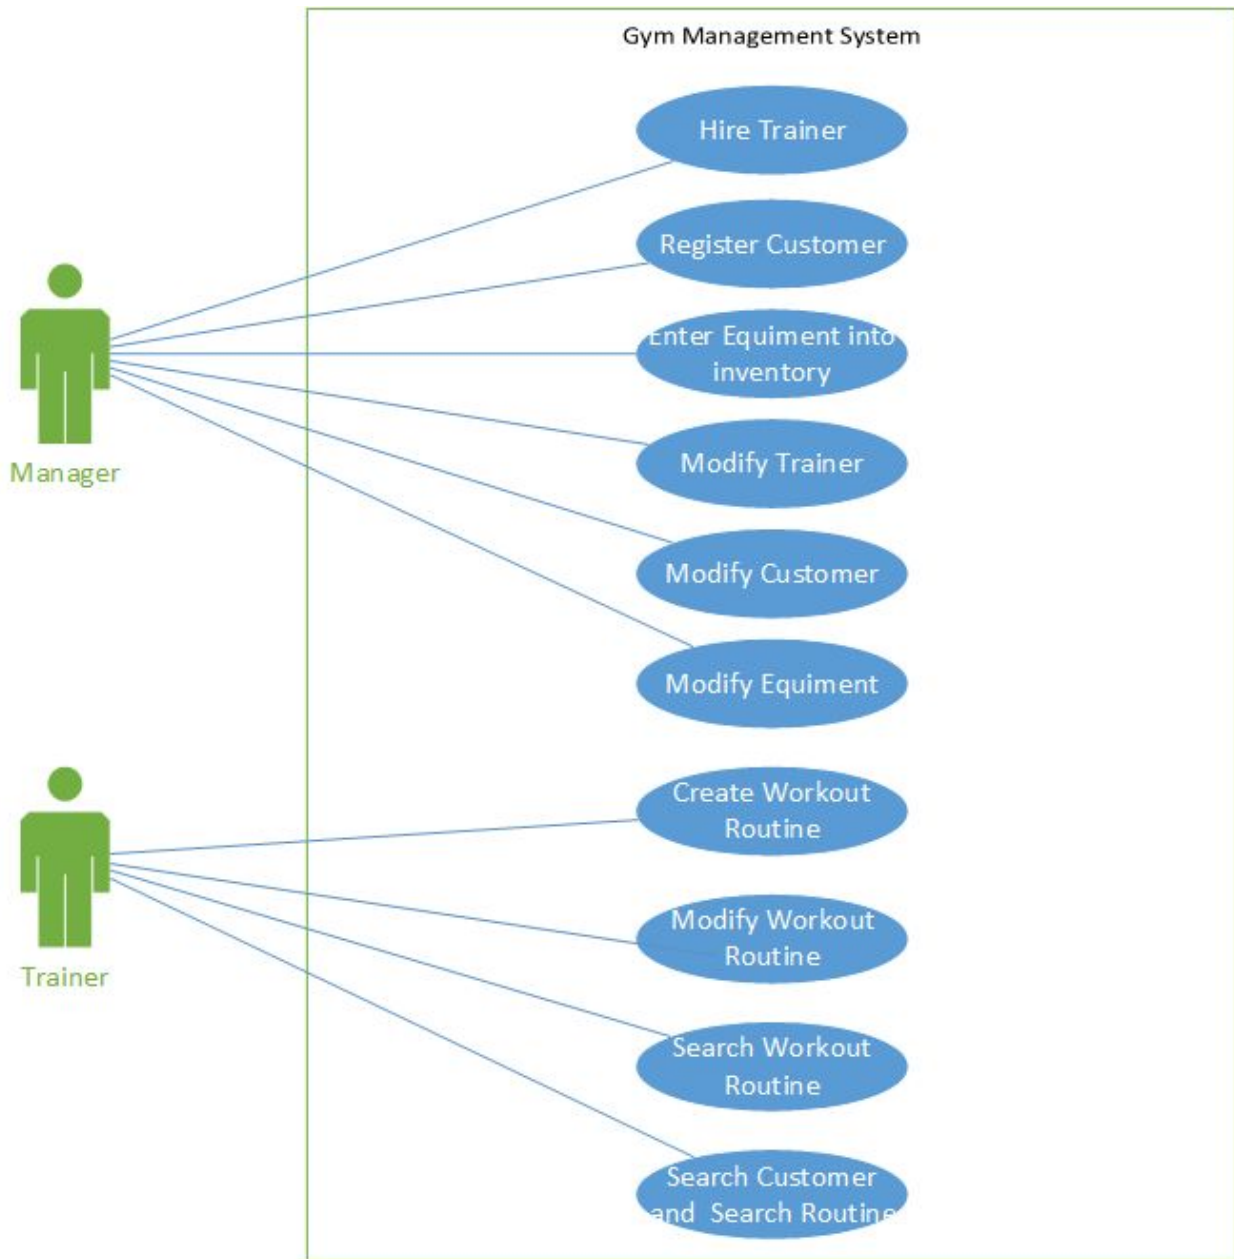 Gym Management System
Hire Trainer
Register Customer
Enter Equiment into
inventory
Modify Trainer
Manager
Modify Customer
Modify Equiment
Create Workout
Routine
Modify Workout
Routine
Trainer
Search Workout
Routine
Search Customer
and Search Routine